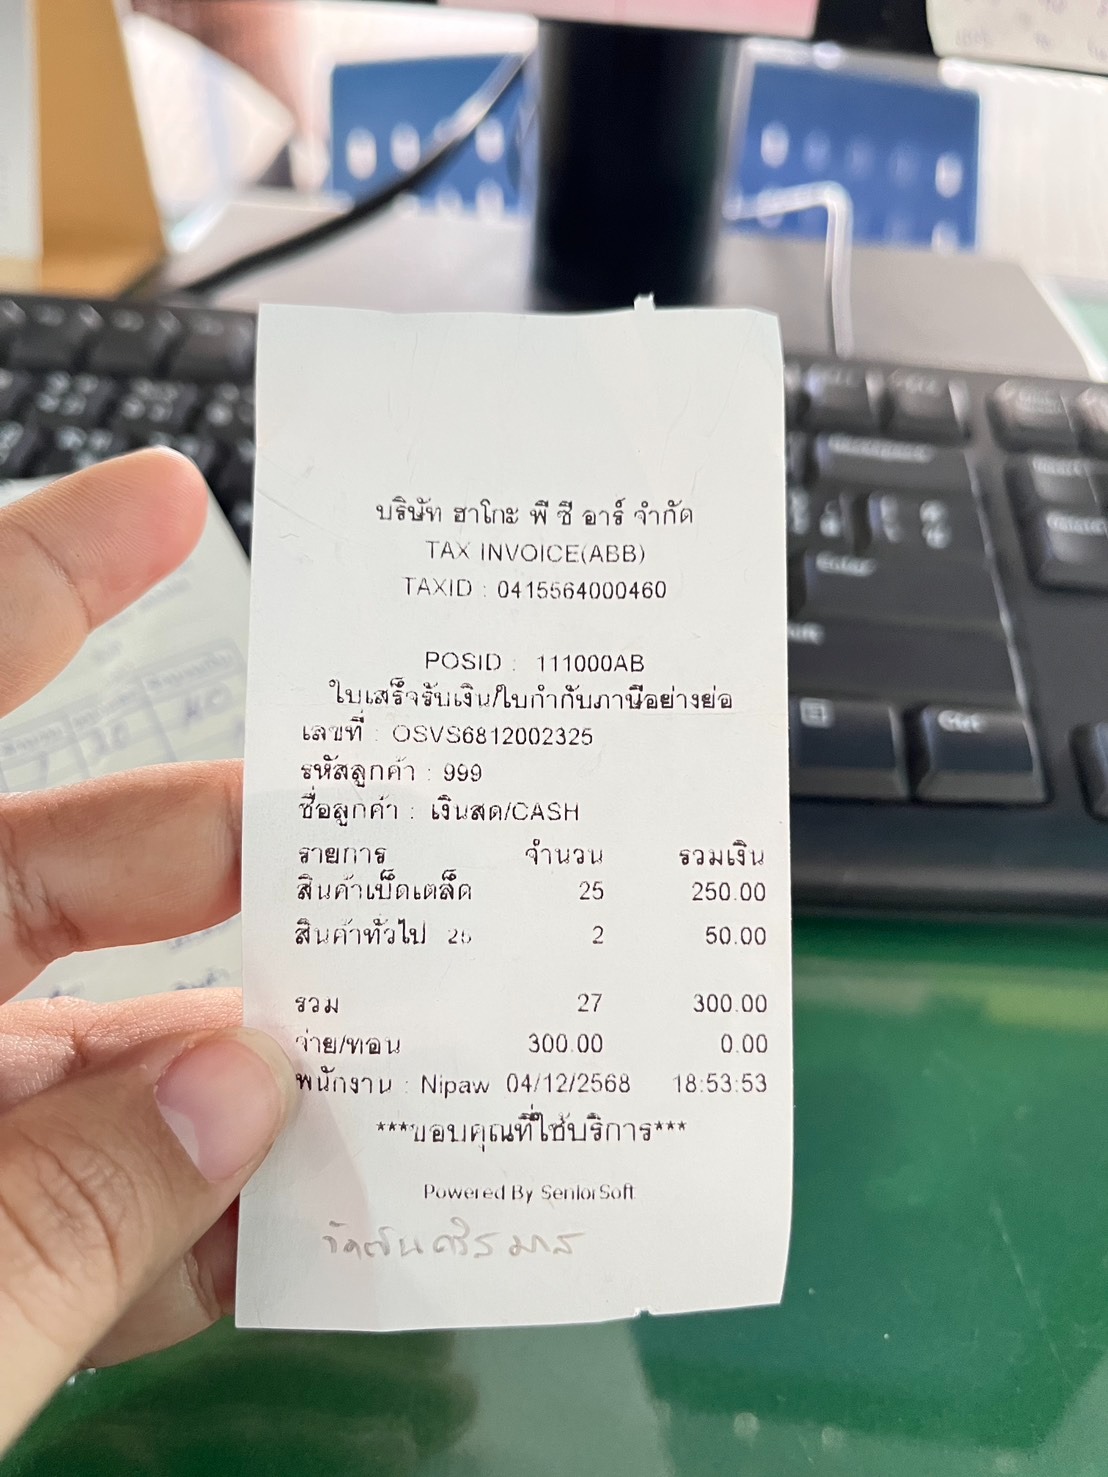 บริษัท ฮาโกะ พี ซี อาร์ จำกัด
TAX INVOICE(ABB)
TAXID : 0415564000460
POSID : 111000AB
ใบเสร็จรับเงิน/ใบกำกับภาษีอย่างย่อ
เลขที่ : OSVS6812002325
รหัสลูกค้า : 999
ชื่อลูกค้า : เงินสด/CASH
รายการ จำนวน รวมเงิน
สินค้าเบ็ดเตล็ด 25 250.00
สินค้าทั่วไป 25 2 50.00
รวม 27 300.00
จ่าย/ทอน 300.00 0.00
พนักงาน : Nipaw 04/12/2568 18:53:53
***ขอบคุณที่ใช้บริการ***
Powered By SeniorSoft
คริสมาส
Enter
Ctrl